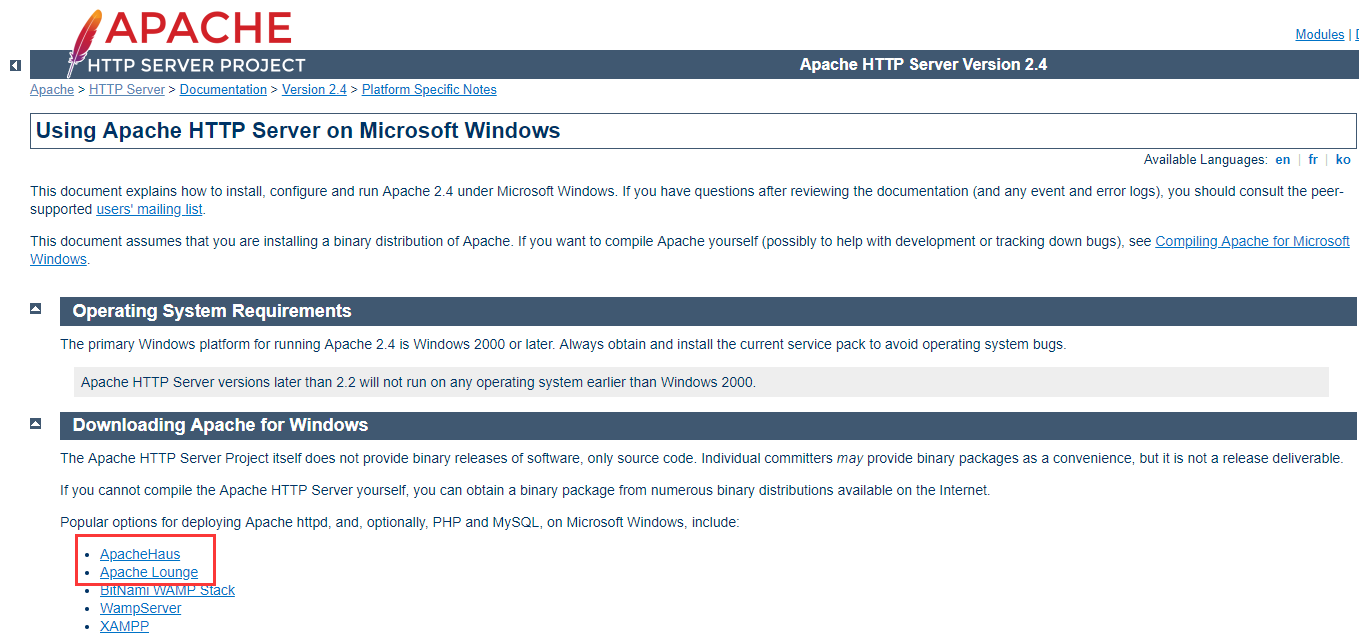 APACHE
HTTP SERVER PROJECT
Modules |
Apache HTTP Server Version 2.4
Apache > HTTP Server > Documentation > Version 2.4 > Platform Specific Notes
Using Apache HTTP Server on Microsoft Windows
Available Languages: en | fr | ko
This document explains how to install, configure and run Apache 2.4 under Microsoft Windows. If you have questions after reviewing the documentation (and any event and error logs), you should consult the peer-
supported users' mailing list.
This document assumes that you are installing a binary distribution of Apache. If you want to compile Apache yourself (possibly to help with development or tracking down bugs), see Compiling Apache for Microsoft
Windows.
Operating System Requirements
The primary Windows platform for running Apache 2.4 is Windows 2000 or later. Always obtain and install the current service pack to avoid operating system bugs.
Apache HTTP Server versions later than 2.2 will not run on any operating system earlier than Windows 2000.
Downloading Apache for Windows
The Apache HTTP Server Project itself does not provide binary releases of software, only source code. Individual committers may provide binary packages as a convenience, but it is not a release deliverable.
If you cannot compile the Apache HTTP Server yourself, you can obtain a binary package from numerous binary distributions available on the Internet.
Popular options for deploying Apache httpd, and, optionally, PHP and MySQL, on Microsoft Windows, include:
• ApacheHaus
• Apache Lounge
• BitNami WAMP Stack
• WampServer
• XAMPP